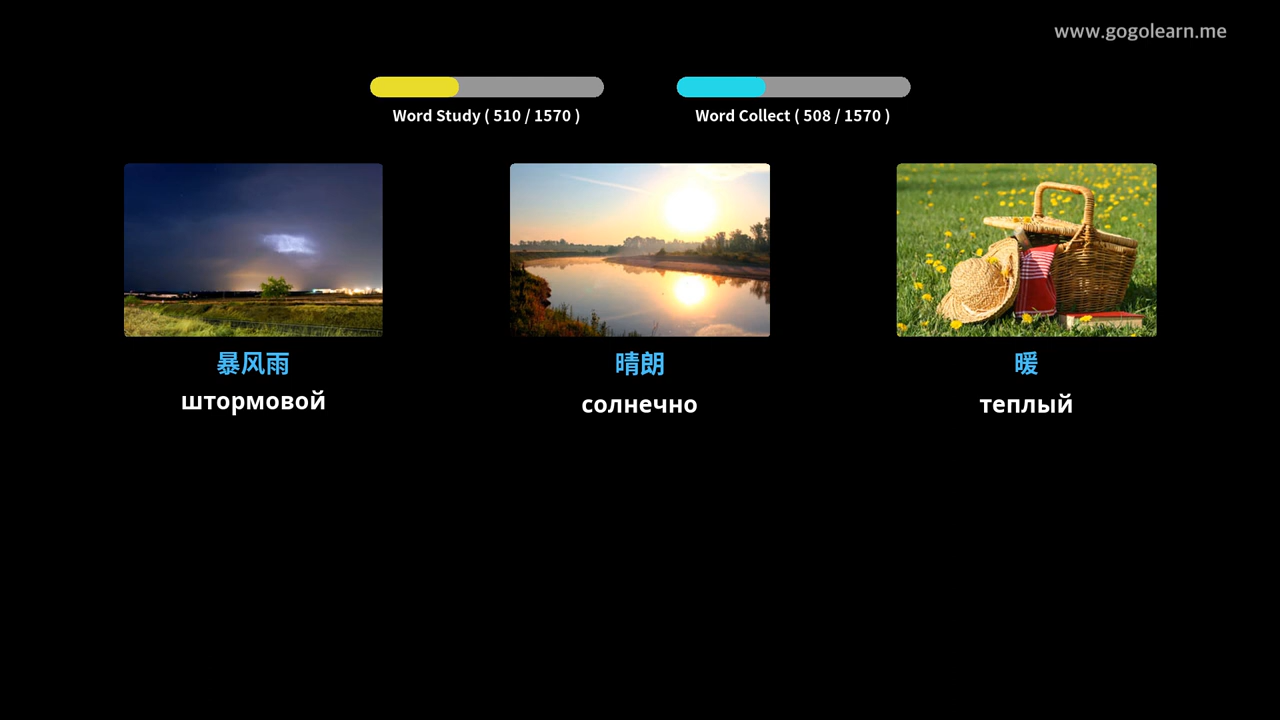 www.gogolearn.me
Word Study ( 510 / 1570 )
Word Collect ( 508 / 1570 )
暴风雨
晴朗
暖
штормовой
солнечно
теплый